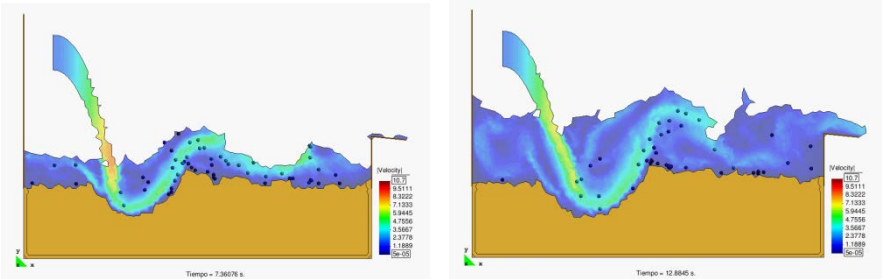 |Velocity|
10.7
9.5111
8.3222
7.1333
5.9445
4.7556
3.5667
2.3778
1.1889
5e-05
y
x
Tiempo = 7.36076 s.
|Velocity|
10.7
9.5111
8.3222
7.1333
5.9445
4.7556
3.5667
2.3778
1.1889
5e-05
y
x
Tiempo = 12.8845 s.